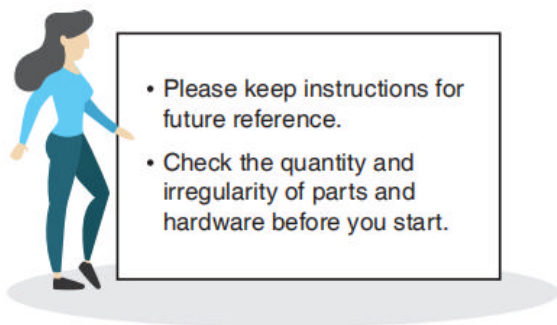 • Please keep instructions for
future reference.
• Check the quantity and
irregularity of parts and
hardware before you start.